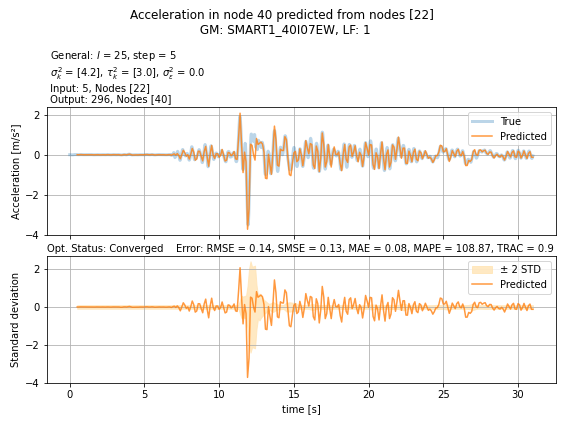 Acceleration in node 40 predicted from nodes [22]
GM: SMART1_40I07EW, LF: 1
General: l = 25, step = 5
σ²ₖ = [4.2], τ²ₖ = [3.0], σ²ε = 0.0
Input: 5, Nodes [22]
Output: 296, Nodes [40]
Acceleration [m/s²]
2
0
−2
−4
True
Predicted
Opt. Status: Converged Error: RMSE = 0.14, SMSE = 0.13, MAE = 0.08, MAPE = 108.87, TRAC = 0.9
Standard deviation
2
0
−2
−4
± 2 STD
Predicted
0 5 10 15 20 25 30
time [s]